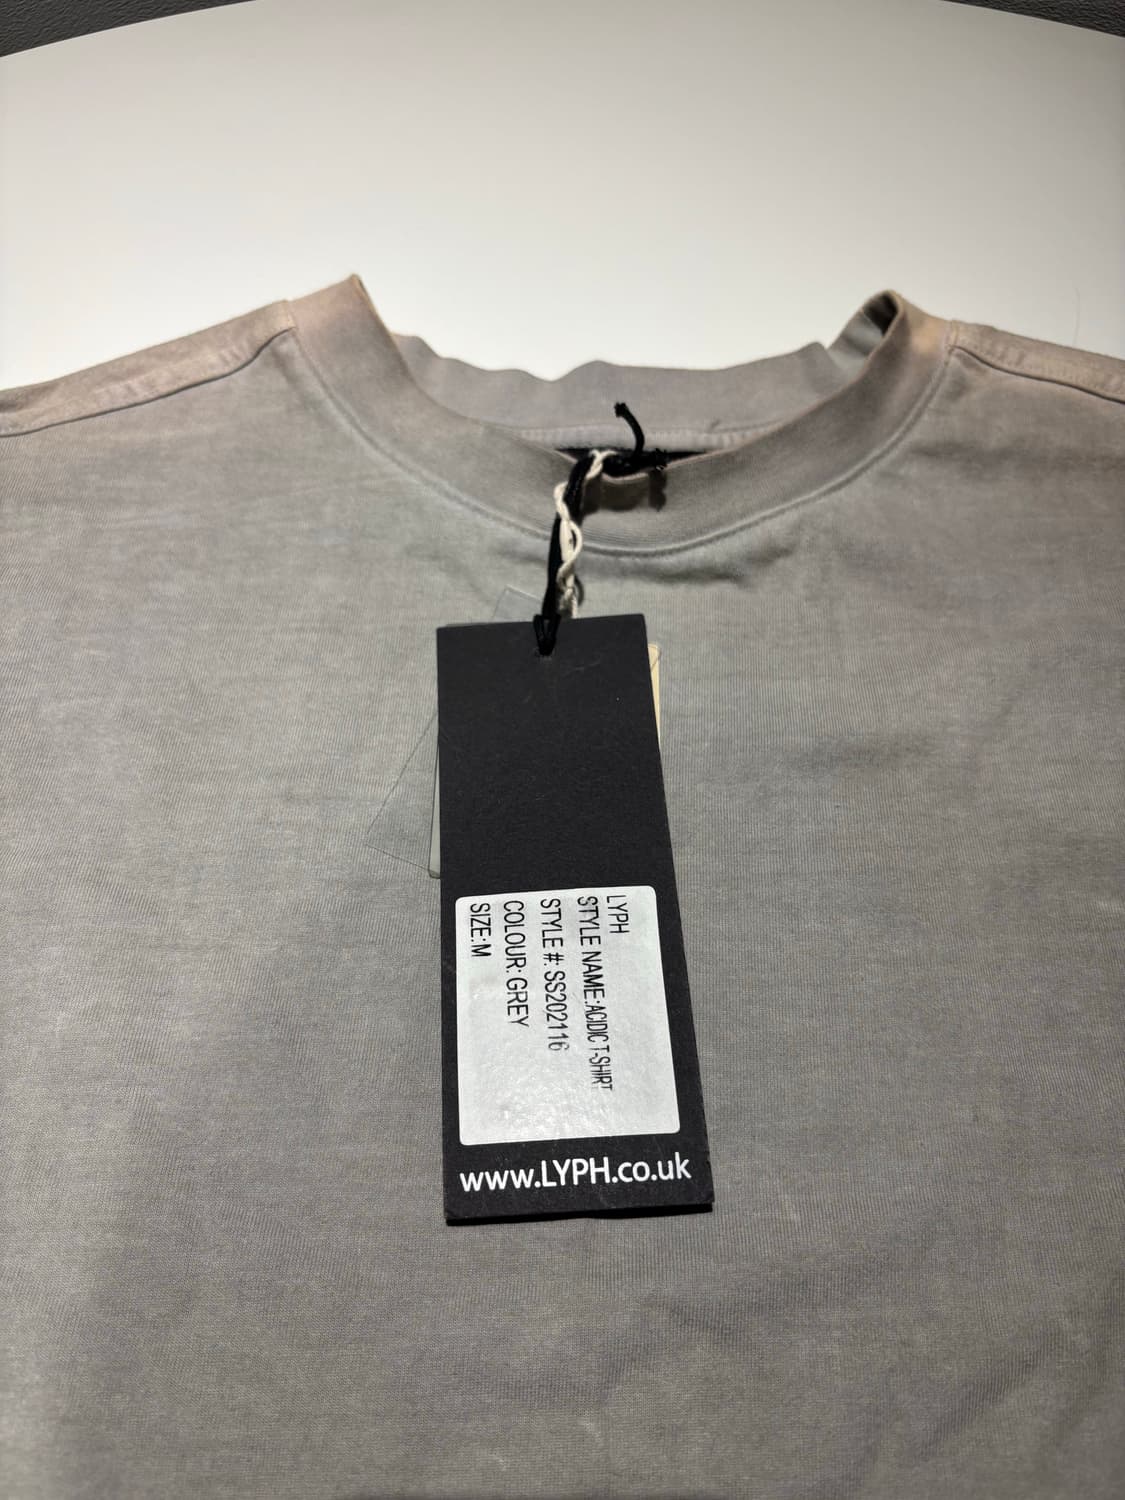 LYPH
STYLE NAME:ACIDIC T-SHIRT
STYLE #: SS202116
COLOUR: GREY
SIZE:M
www.LYPH.co.uk